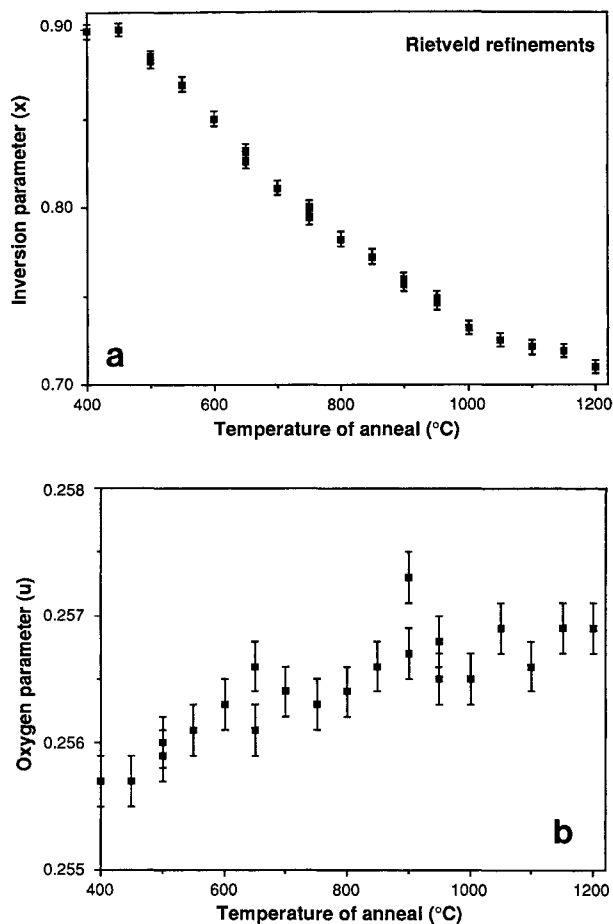 0.90
Rietveld refinements
Inversion parameter (x)
0.80
a
0.70
400 600 800 1000 1200
Temperature of anneal (°C)
0.258
Oxygen parameter (u)
0.257
0.256
b
0.255
400 600 800 1000 1200
Temperature of anneal (°C)